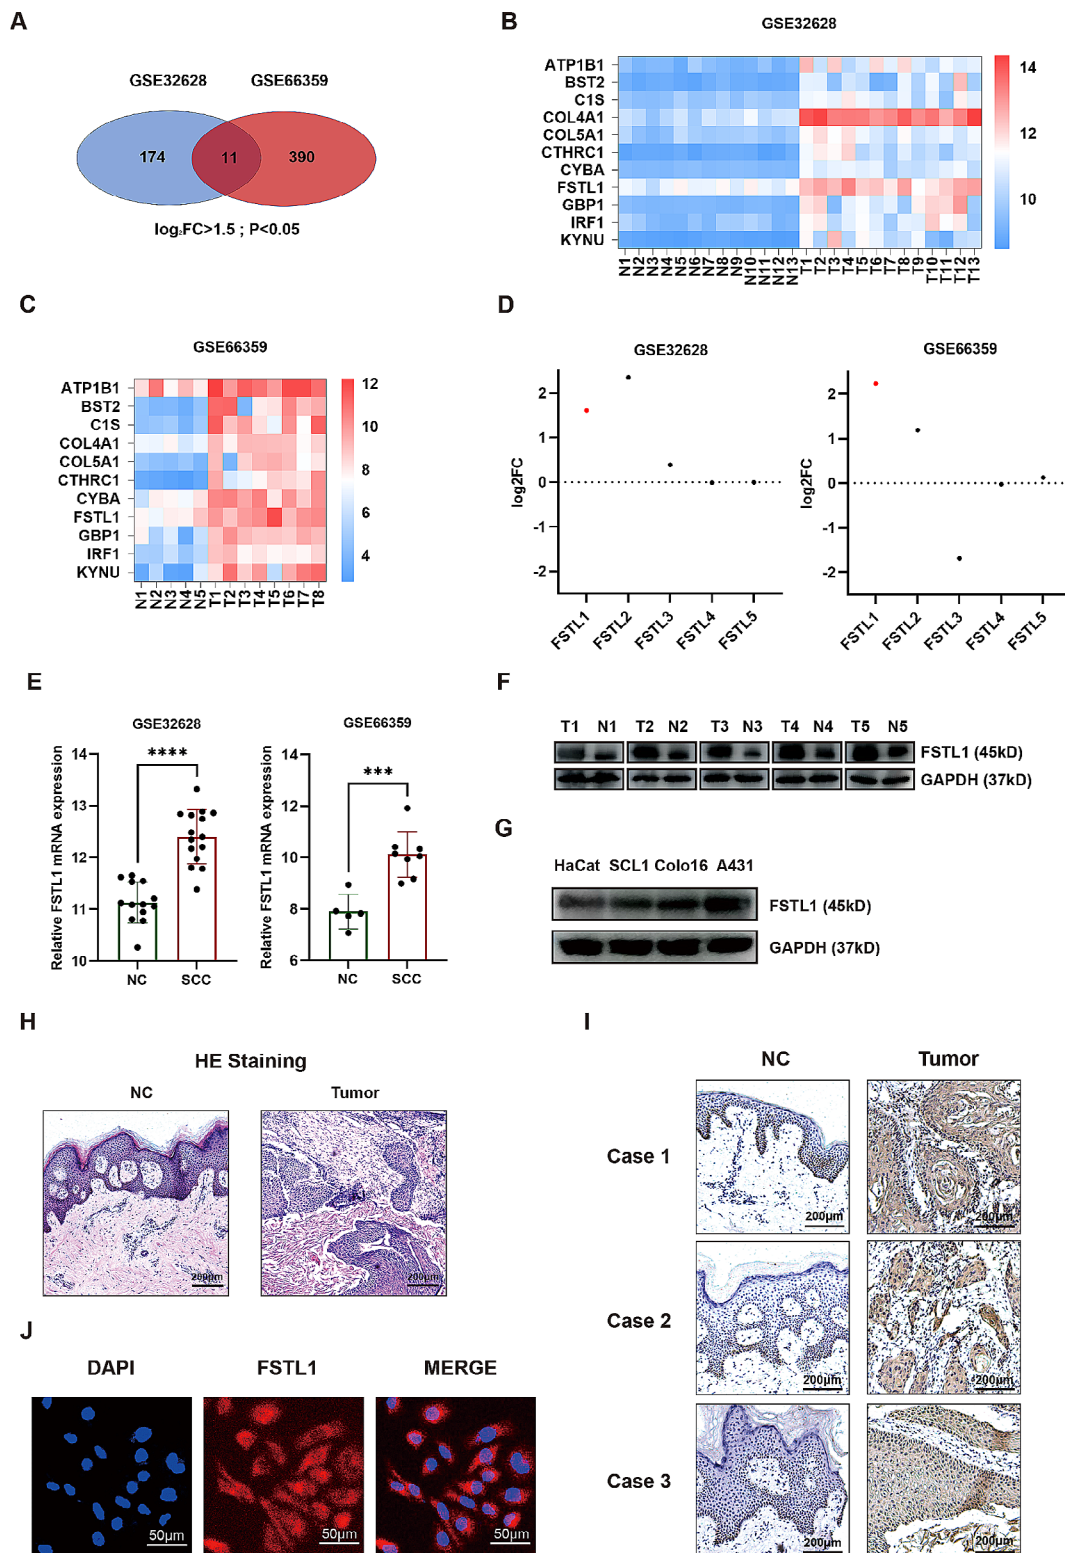 A
GSE32628 GSE66359
174 11 390
log₂FC>1.5 ; P<0.05
B
GSE32628
ATP1B1
BST2
C1S
COL4A1
COL5A1
CTHRC1
CYBA
FSTL1
GBP1
IRF1
KYNU
N1 N2 N3 N4 N5 N6 N7 N8 N9 N10 N11 N12 N13 T1 T2 T3 T4 T5 T6 T7 T8 T9 T10 T11 T12 T13
14
12
10
C
GSE66359
ATP1B1
BST2
C1S
COL4A1
COL5A1
CTHRC1
CYBA
FSTL1
GBP1
IRF1
KYNU
N1 N2 N3 N4 N5 T1 T2 T3 T4 T5 T6 T7 T8
12
10
8
6
4
D
GSE32628
log2FC
2
1
0
-1
-2
FSTL1 FSTL2 FSTL3 FSTL4 FSTL5
GSE66359
log2FC
2
1
0
-1
-2
FSTL1 FSTL2 FSTL3 FSTL4 FSTL5
E
GSE32628
Relative FSTL1 mRNA expression
14
13
12
11
10
****
NC SCC
GSE66359
Relative FSTL1 mRNA expression
14
12
10
8
6
***
NC SCC
F
T1 N1 T2 N2 T3 N3 T4 N4 T5 N5
FSTL1 (45kD)
GAPDH (37kD)
G
HaCat SCL1 Colo16 A431
FSTL1 (45kD)
GAPDH (37kD)
H
HE Staining
NC Tumor
200μm 200μm
I
NC Tumor
Case 1
200μm 200μm
Case 2
200μm 200μm
Case 3
200μm 200μm
J
DAPI FSTL1 MERGE
50μm 50μm 50μm